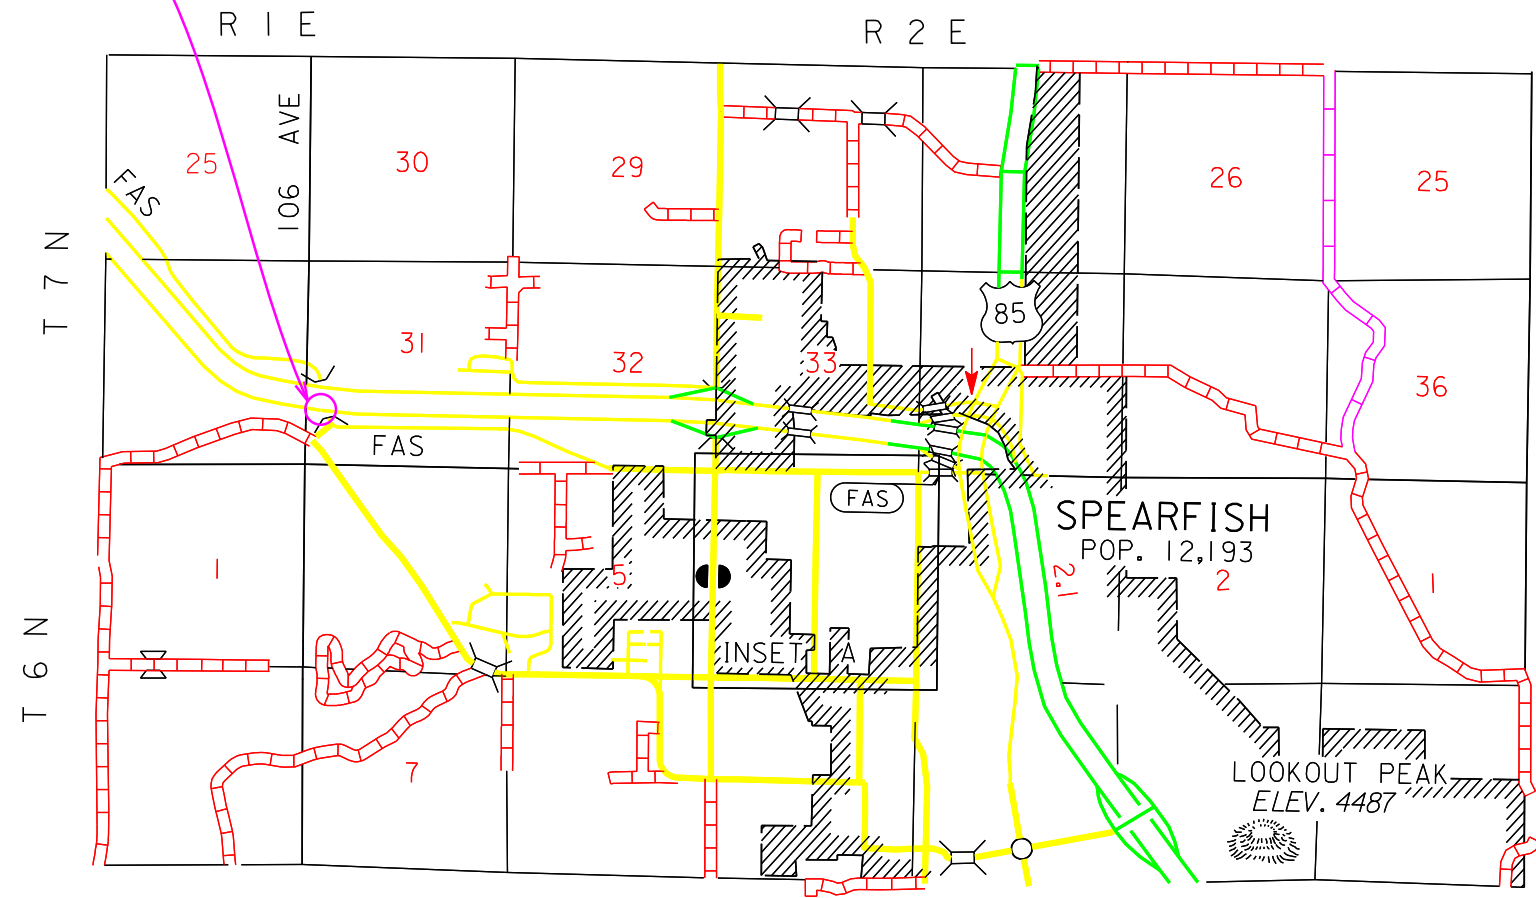 R 1 E
R 2 E
106 AVE
25
30
29
26
25
FAS
T 7 N
85
31
32
33
36
FAS
FAS
SPEARFISH
POP. 12,193
1
5
2.1
2
1
T 6 N
INSET A
7
LOOKOUT PEAK
ELEV. 4487